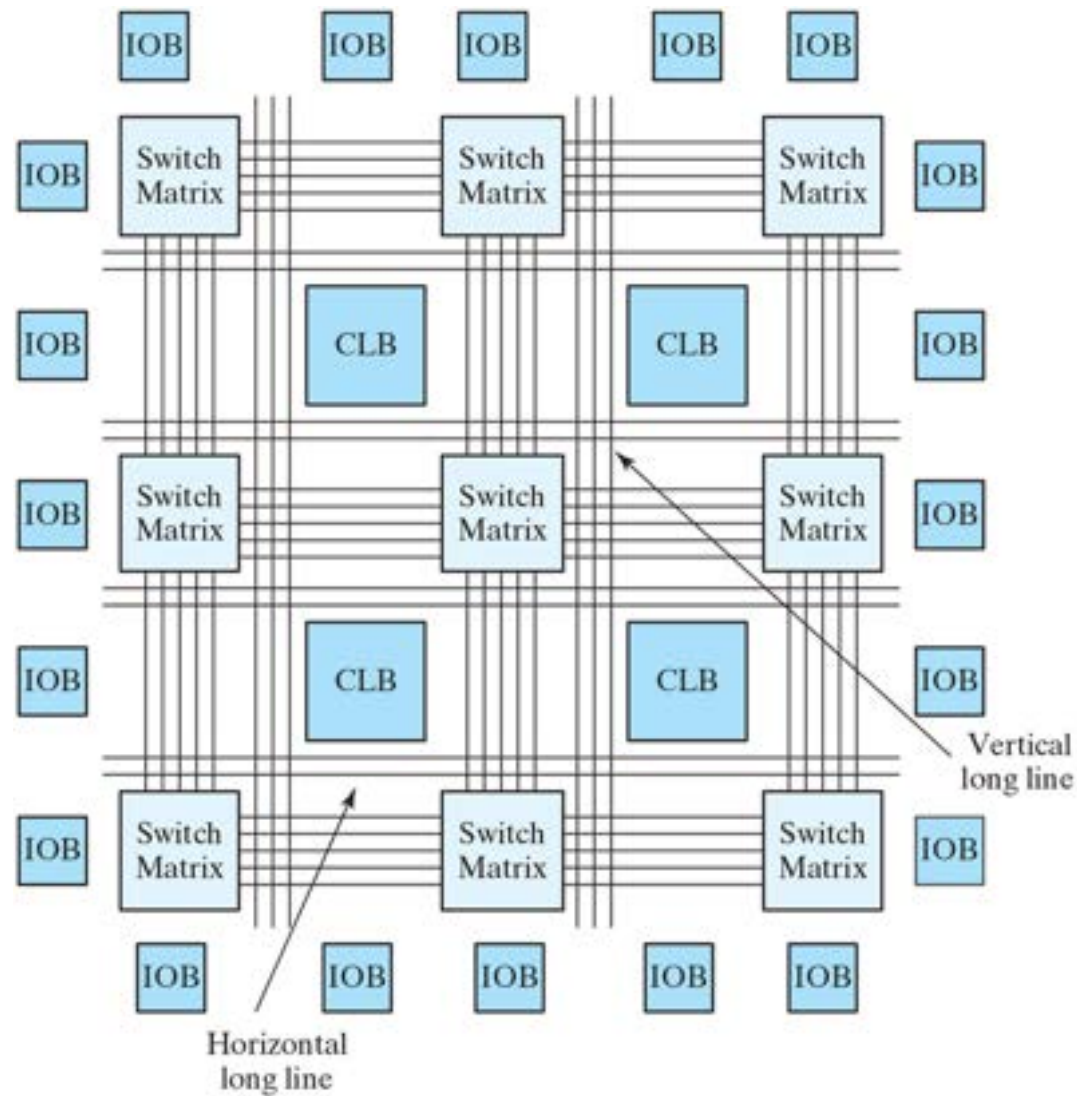 IOB IOB IOB IOB IOB
IOB Switch Matrix Switch Matrix Switch Matrix IOB
IOB CLB CLB IOB
IOB Switch Matrix Switch Matrix Switch Matrix IOB
IOB CLB CLB IOB
Vertical
long line
IOB Switch Matrix Switch Matrix Switch Matrix IOB
IOB IOB IOB IOB IOB
Horizontal
long line